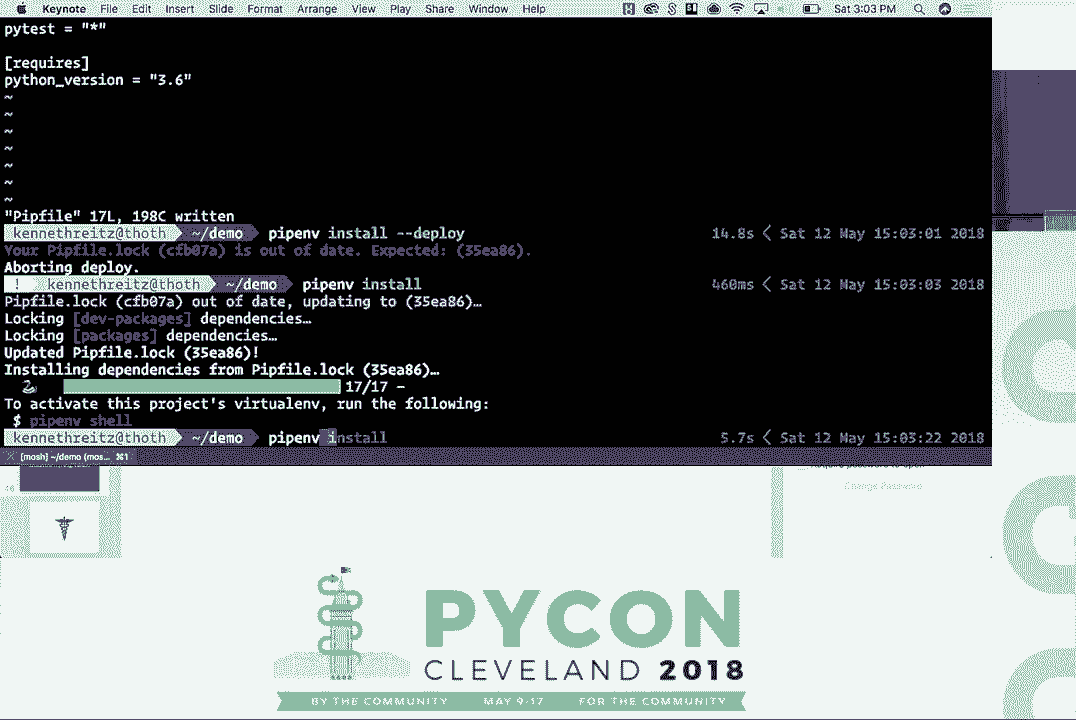 Keynote File Edit Insert Slide Format Arrange View Play Share Window Help Sat 3:03 PM
pytest = "*"
[requires]
python_version = "3.6"
~
~
~
~
~
~
~
"Pipfile" 17L, 198C written
kennethreitz@thoth ~/demo pipenv install --deploy 14.8s < Sat 12 May 15:03:01 2018
Your Pipfile.lock (cfb07a) is out of date. Expected: (35ea86).
Aborting deploy.
! kennethreitz@thoth ~/demo pipenv install 460ms < Sat 12 May 15:03:03 2018
Pipfile.lock (cfb07a) out of date, updating to (35ea86)…
Locking [dev-packages] dependencies…
Locking [packages] dependencies…
Updated Pipfile.lock (35ea86)!
Installing dependencies from Pipfile.lock (35ea86)…
17/17 –
To activate this project's virtualenv, run the following:
$ pipenv shell
kennethreitz@thoth ~/demo pipenv install 5.7s < Sat 12 May 15:03:22 2018
[mosh] ~/demo (mos... ⌘1
Require password to open
46
Change Password
PYCON
CLEVELAND 2018
BY THE COMMUNITY MAY 9-17 FOR THE COMMUNITY